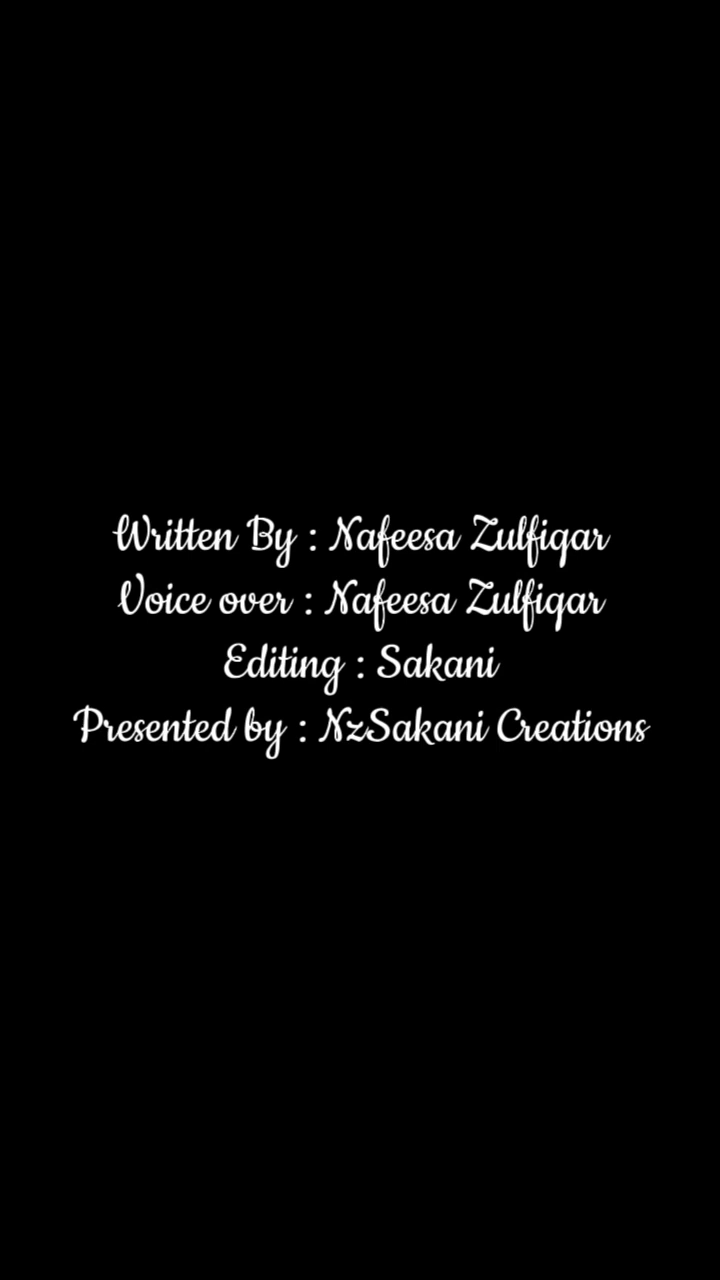 Written By : Nafeesa Zulfiqar
Voice over : Nafeesa Zulfiqar
Editing : Sakani
Presented by : NzSakani Creations